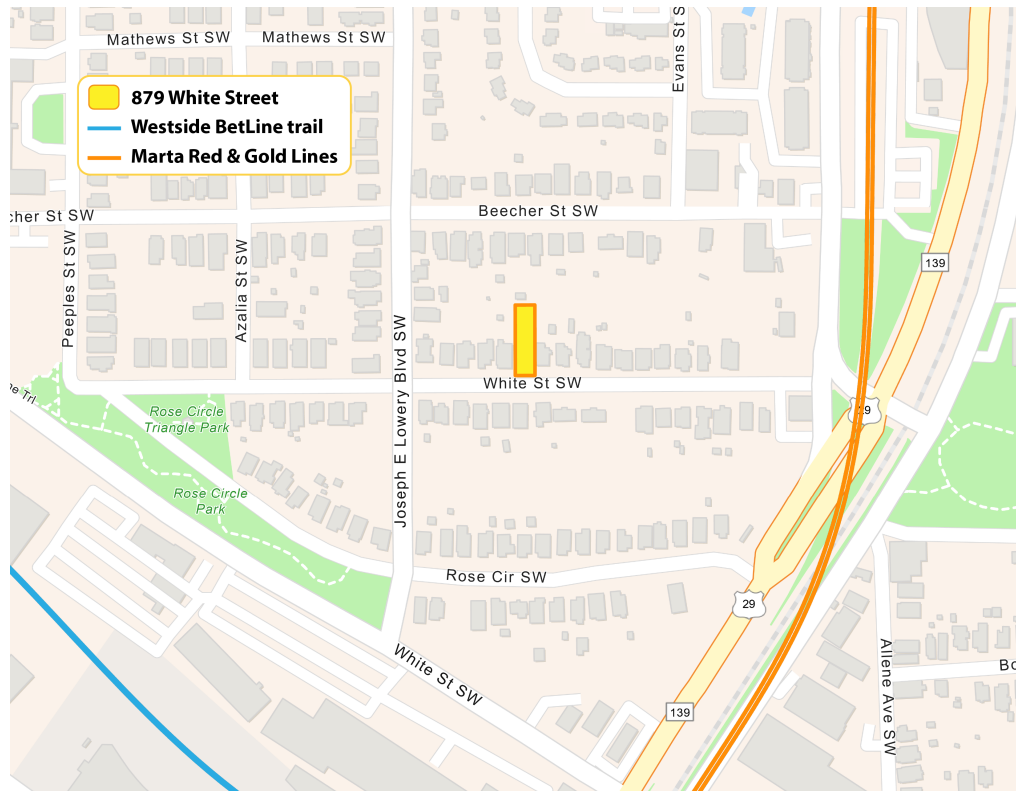 Mathews St SW
Mathews St SW
Evans St S
879 White Street
Westside BetLine trail
Marta Red & Gold Lines
cher St SW
Beecher St SW
Peeples St SW
Azalia St SW
Joseph E Lowery Blvd SW
139
White St SW
ne Trl
Rose Circle
Triangle Park
29
Rose Circle
Park
Rose Cir SW
29
White St SW
Allene Ave SW
Bo
139